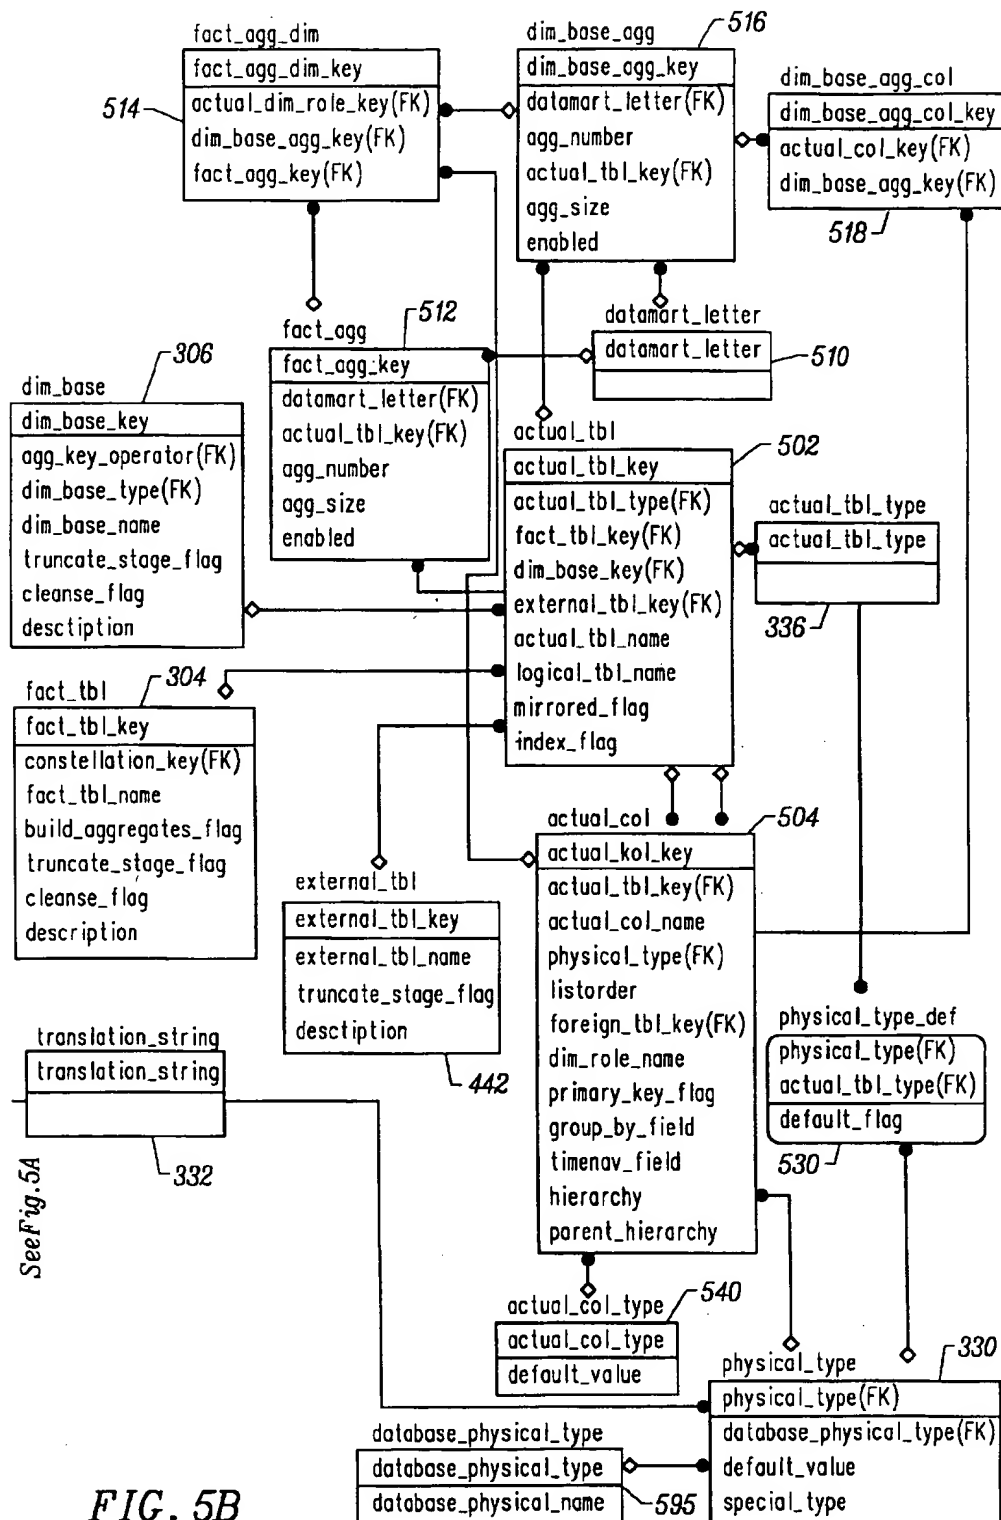 fact_agg_dim
fact_agg_dim_key
actual_dim_role_key(FK)
dim_base_agg_key(FK)
fact_agg_key(FK)
514
dim_base_agg
516
dim_base_agg_key
datamart_letter(FK)
agg_number
actual_tbl_key(FK)
agg_size
enabled
dim_base_agg_col
dim_base_agg_col_key
actual_col_key(FK)
dim_base_agg_key(FK)
518
datamart_letter
datamart_letter
510
fact_agg
512
fact_agg_key
datamart_letter(FK)
actual_tbl_key(FK)
agg_number
agg_size
enabled
306
dim_base
dim_base_key
agg_key_operator(FK)
dim_base_type(FK)
dim_base_name
truncate_stage_flag
cleanse_flag
desctiption
actual_tbl
502
actual_tbl_key
actual_tbl_type(FK)
fact_tbl_key(FK)
dim_base_key(FK)
external_tbl_key(FK)
actual_tbl_name
logical_tbl_name
mirrored_flag
index_flag
actual_tbl_type
actual_tbl_type
336
fact_tbl
304
fact_tbl_key
constellation_key(FK)
fact_tbl_name
build_aggregates_flag
truncate_stage_flag
cleanse_flag
description
external_tbl
external_tbl_key
external_tbl_name
truncate_stage_flag
desctiption
442
actual_col
504
actual_kol_key
actual_tbl_key(FK)
actual_col_name
physical_type(FK)
listorder
foreign_tbl_key(FK)
dim_role_name
primary_key_flag
group_by_field
timenav_field
hierarchy
parent_hierarchy
translation_string
translation_string
332
See Fig. 5A
physical_type_def
physical_type(FK)
actual_tbl_type(FK)
default_flag
530
actual_col_type
540
actual_col_type
default_value
physical_type
330
physical_type(FK)
database_physical_type(FK)
default_value
special_type
database_physical_type
database_physical_type
database_physical_name
595
FIG. 5B